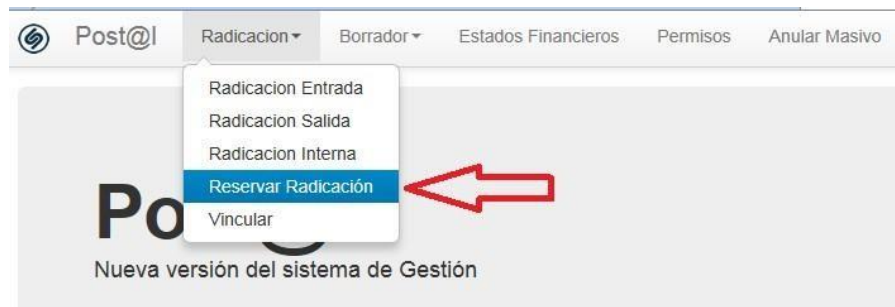 Post@l Radicacion Borrador Estados Financieros Permisos Anular Masivo
Radicacion Entrada
Radicacion Salida
Radicacion Interna
Reservar Radicación
Vincular
Nueva versión del sistema de Gestión